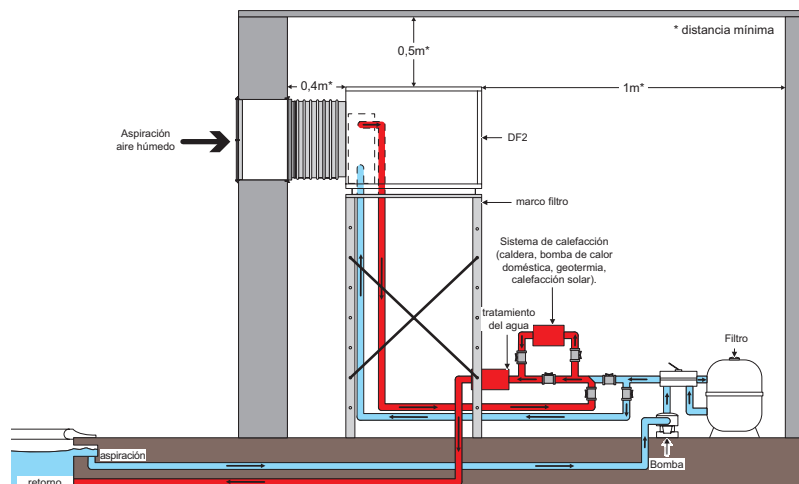 * distancia mínima
0,5m*
0,4m*
1m*
Aspiración
aire húmedo
DF2
marco filtro
Sistema de calefacción
(caldera, bomba de calor
doméstica, geotermia,
calefacción solar).
tratamiento
del agua
Filtro
aspiración
Bomba
retorno